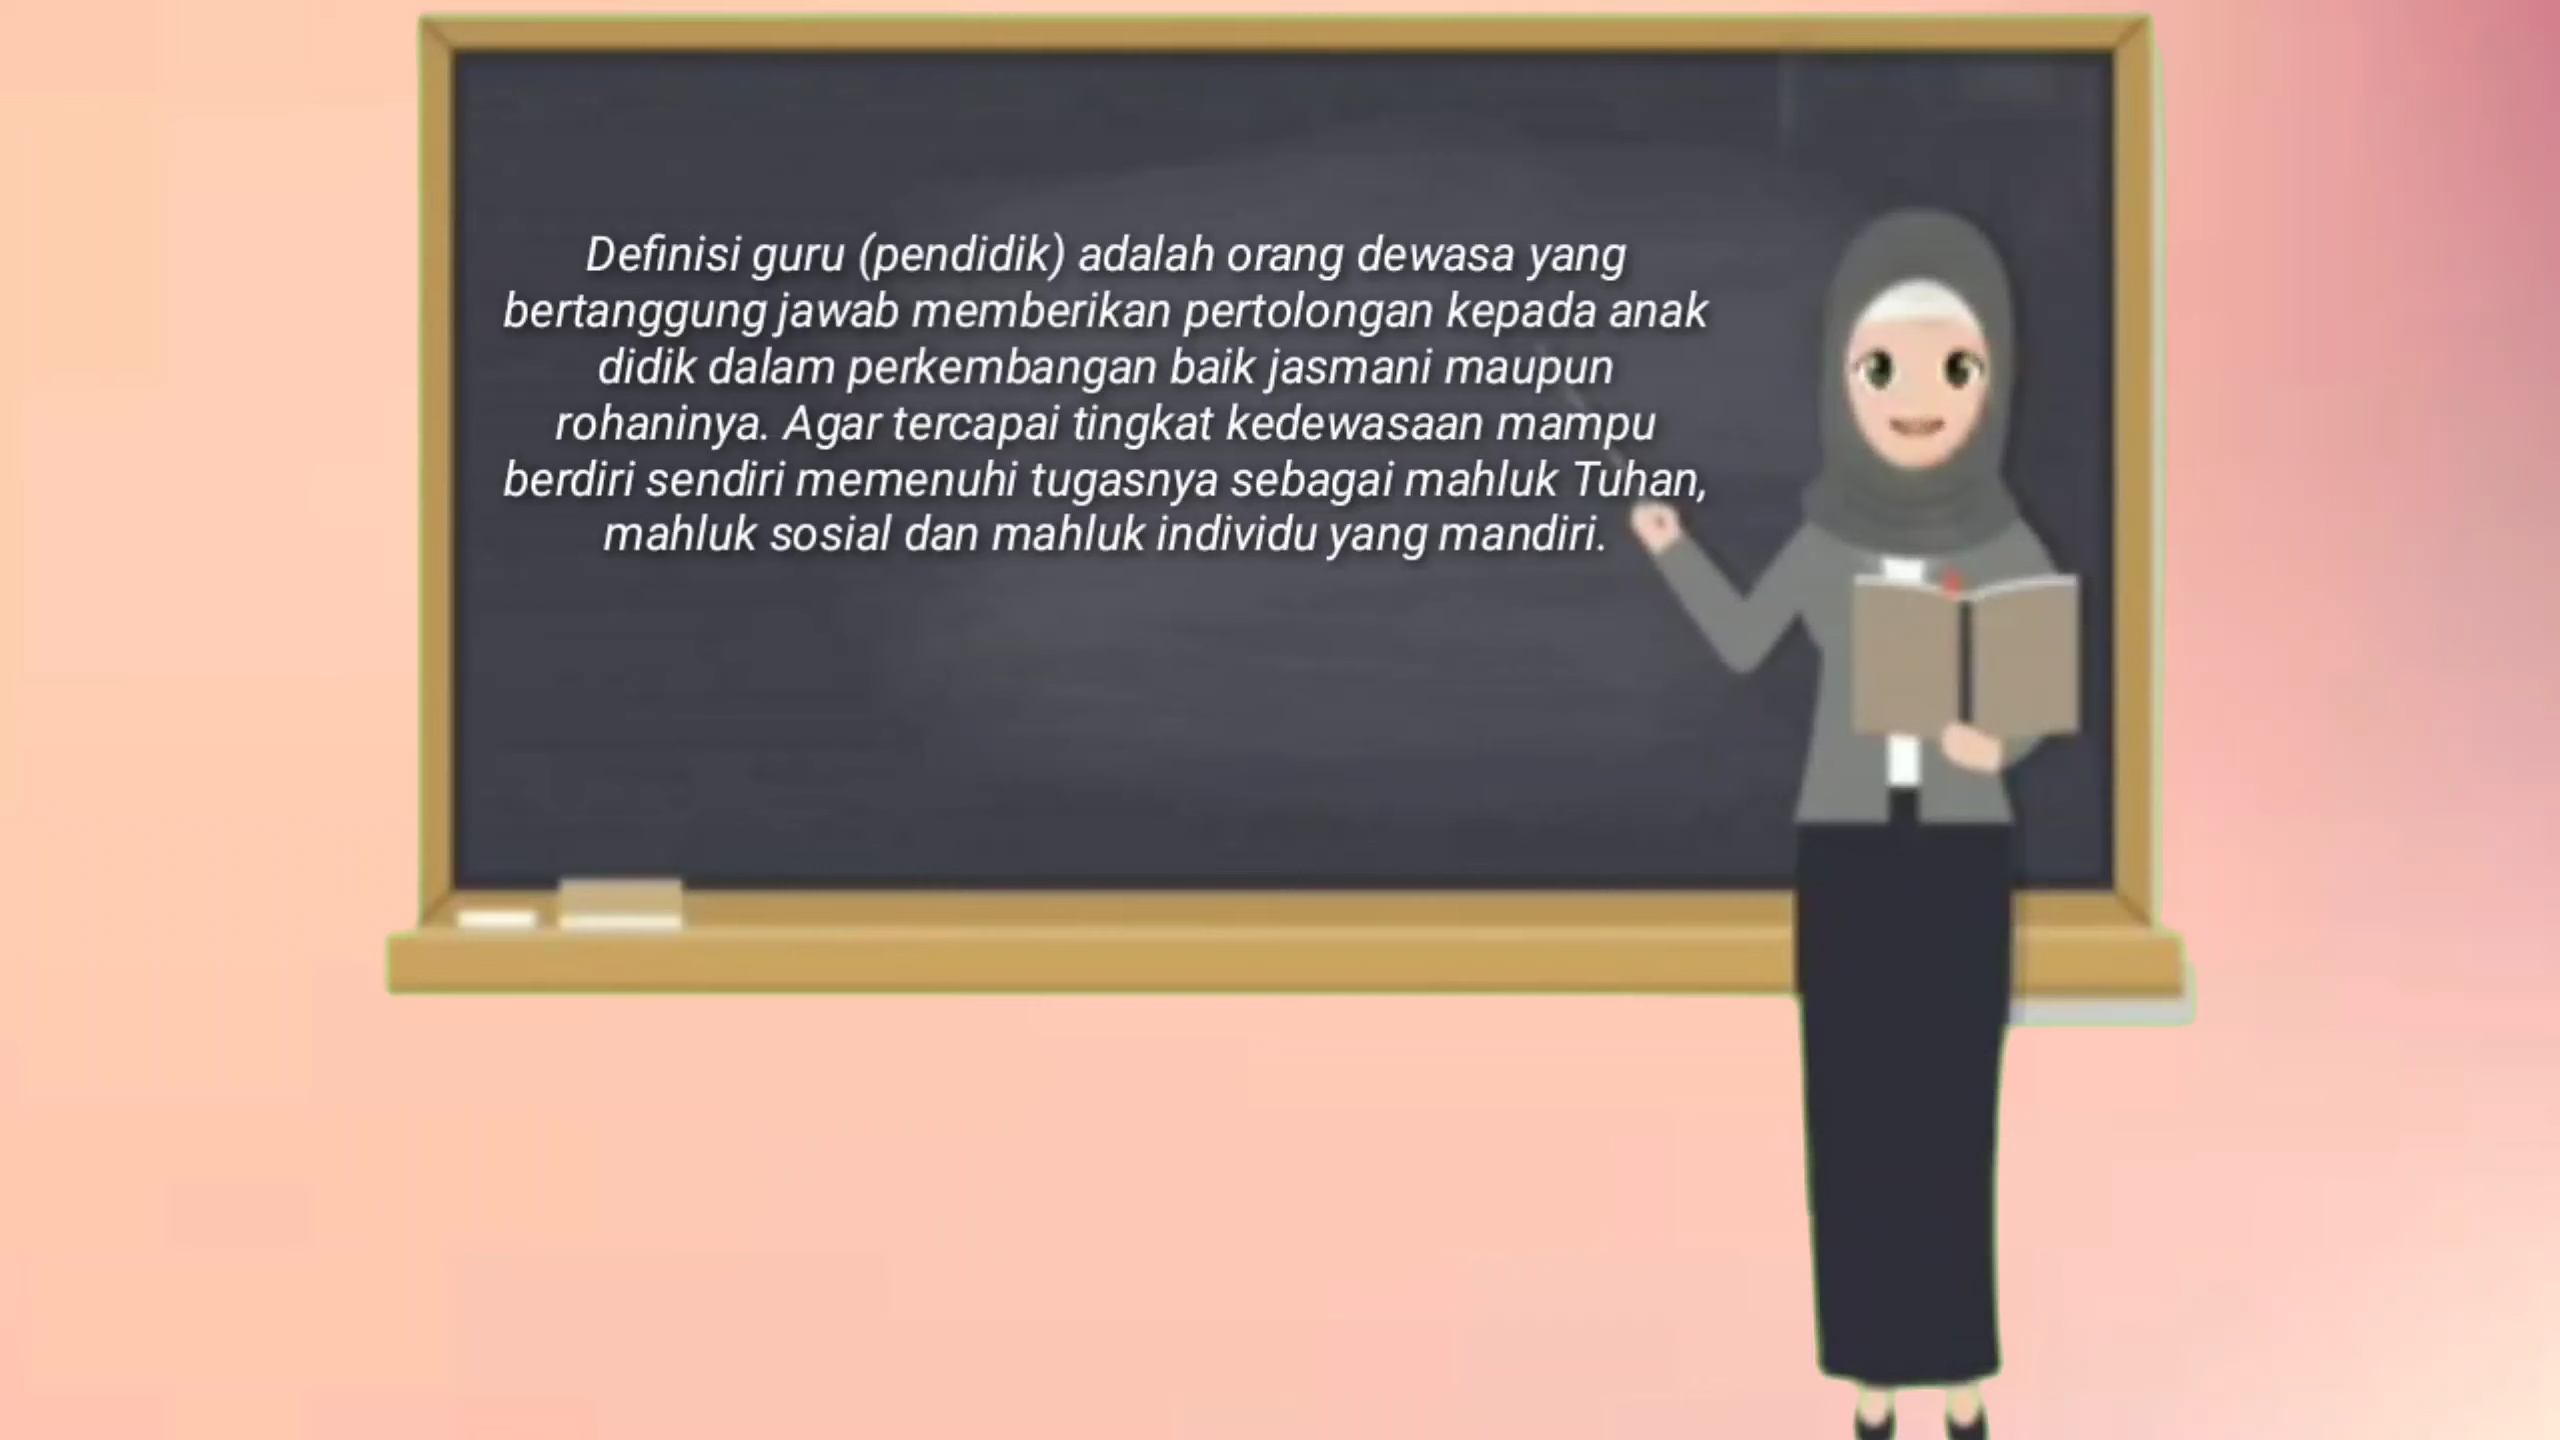 Definisi guru (pendidik) adalah orang dewasa yang
bertanggung jawab memberikan pertolongan kepada anak
didik dalam perkembangan baik jasmani maupun
rohaninya. Agar tercapai tingkat kedewasaan mampu
berdiri sendiri memenuhi tugasnya sebagai mahluk Tuhan,
mahluk sosial dan mahluk individu yang mandiri.